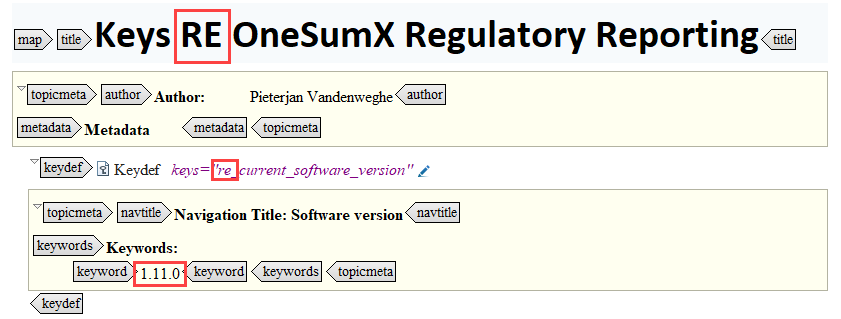 map title Keys RE OneSumX Regulatory Reporting title
topicmeta author Author: Pieterjan Vandenweghe author
metadata Metadata metadata topicmeta
keydef Keydef keys="re_current_software_version"
topicmeta navtitle Navigation Title: Software version navtitle
keywords Keywords:
keyword 1.11.0 keyword keywords topicmeta
keydef